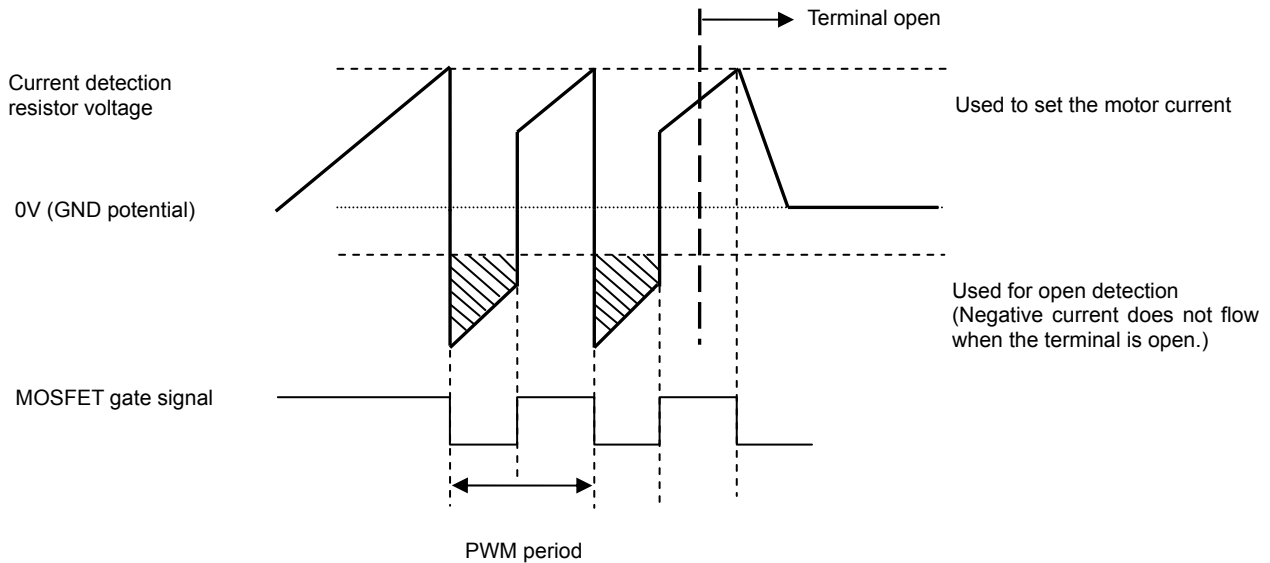 Terminal open
Current detection
resistor voltage
Used to set the motor current
0V (GND potential)
Used for open detection
(Negative current does not flow
when the terminal is open.)
MOSFET gate signal
PWM period